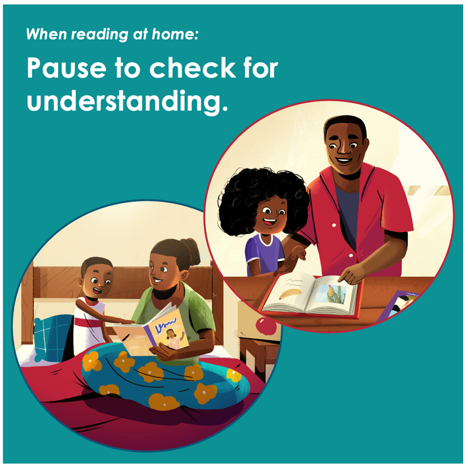 When reading at home:
Pause to check for
understanding.